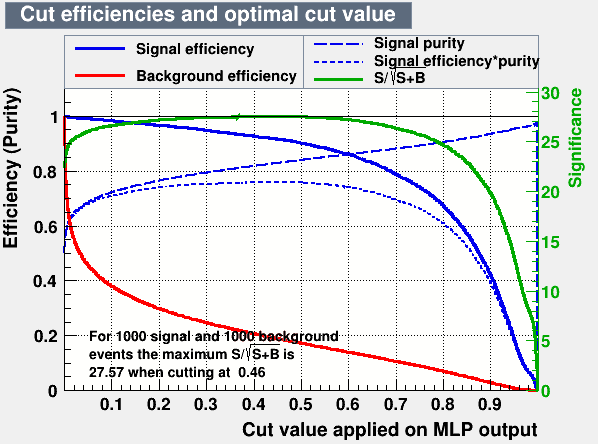 Cut efficiencies and optimal cut value
Signal efficiency
Background efficiency
Signal purity
Signal efficiency*purity
S/√S+B
Efficiency (Purity)
1
0.8
0.6
0.4
0.2
0
For 1000 signal and 1000 background
events the maximum S/√S+B is
27.57 when cutting at 0.46
0.1 0.2 0.3 0.4 0.5 0.6 0.7 0.8 0.9
Cut value applied on MLP output
30
25
20
15
10
5
0
Significance